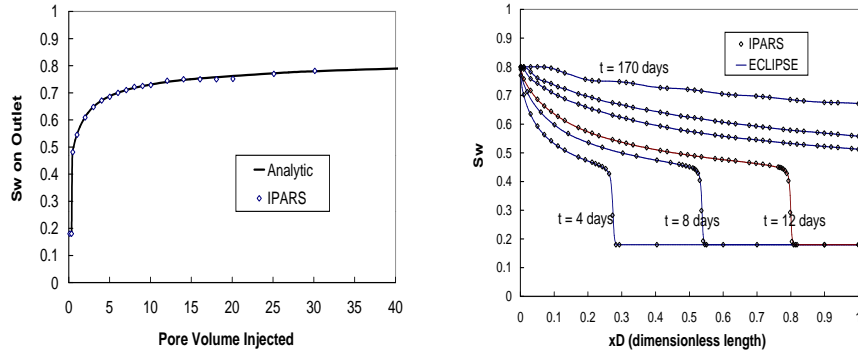 1
0.9
0.8
0.7
0.6
0.5
0.4
0.3
0.2
0.1
0
Sw on Outlet
Analytic
IPARS
0 5 10 15 20 25 30 35 40
Pore Volume Injected
1
0.9
0.8
0.7
0.6
0.5
0.4
0.3
0.2
0.1
0
Sw
IPARS
ECLIPSE
t = 170 days
t = 4 days
t = 8 days
t = 12 days
0 0.1 0.2 0.3 0.4 0.5 0.6 0.7 0.8 0.9 1
xD (dimensionless length)